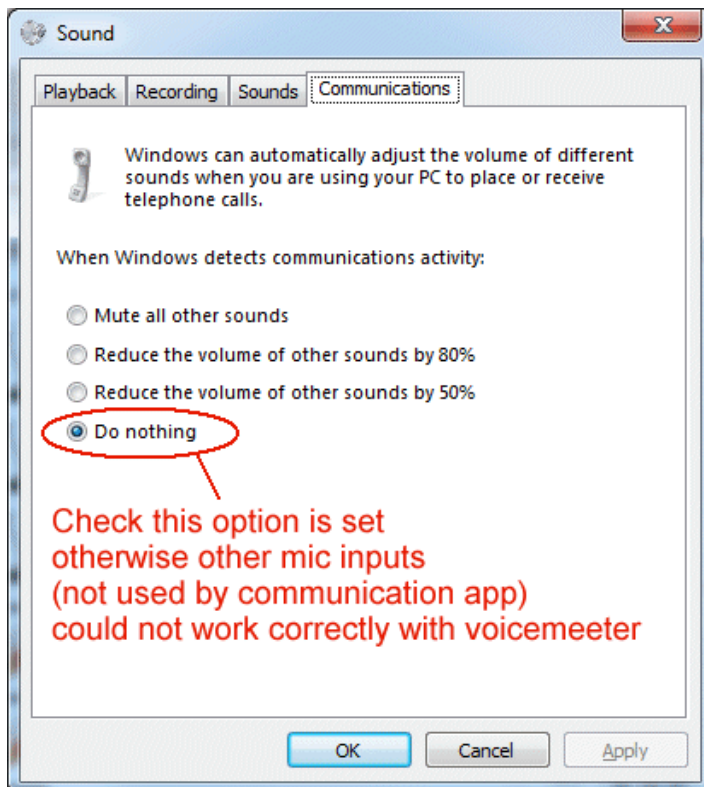 Sound
Playback Recording Sounds Communications
Windows can automatically adjust the volume of different
sounds when you are using your PC to place or receive
telephone calls.
When Windows detects communications activity:
Mute all other sounds
Reduce the volume of other sounds by 80%
Reduce the volume of other sounds by 50%
Do nothing
Check this option is set
otherwise other mic inputs
(not used by communication app)
could not work correctly with voicemeeter
OK Cancel Apply